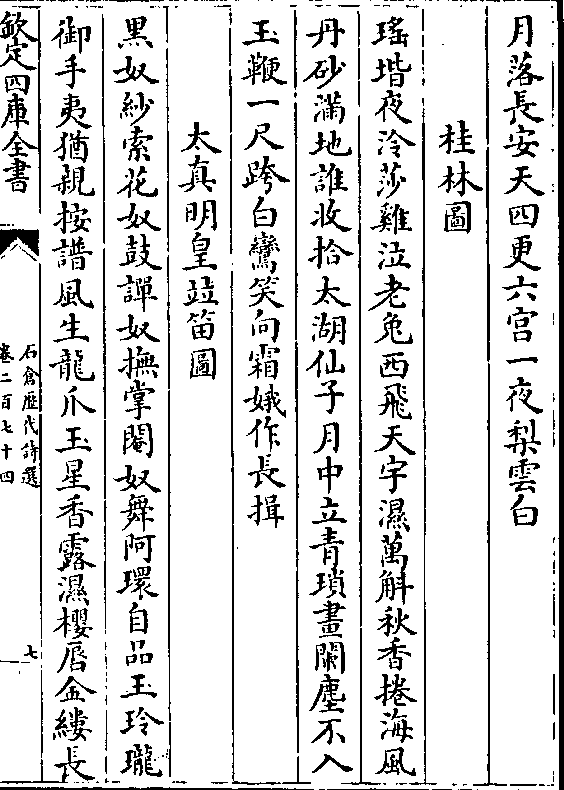 月落長安天四更六宫一夜梨雲白
桂林圖
瑤堦夜冷莎雞泣老兎西飛天宇濕萬斛秋香捲海風
丹砂滿地誰收拾太湖仙子月中立青瑣畫闌塵不入
玉鞭一尺跨白鸞笑向霜娥作長揖
太真明皇竝笛圖
黑奴紗索花奴鼓譚奴撫掌閹奴舞阿環自品玉玲瓏
御手夷猶親按譜風生龍爪玉星香露濕櫻唇金縷長
欽定四庫全書
石倉歴代詩選
卷二百七十四
七